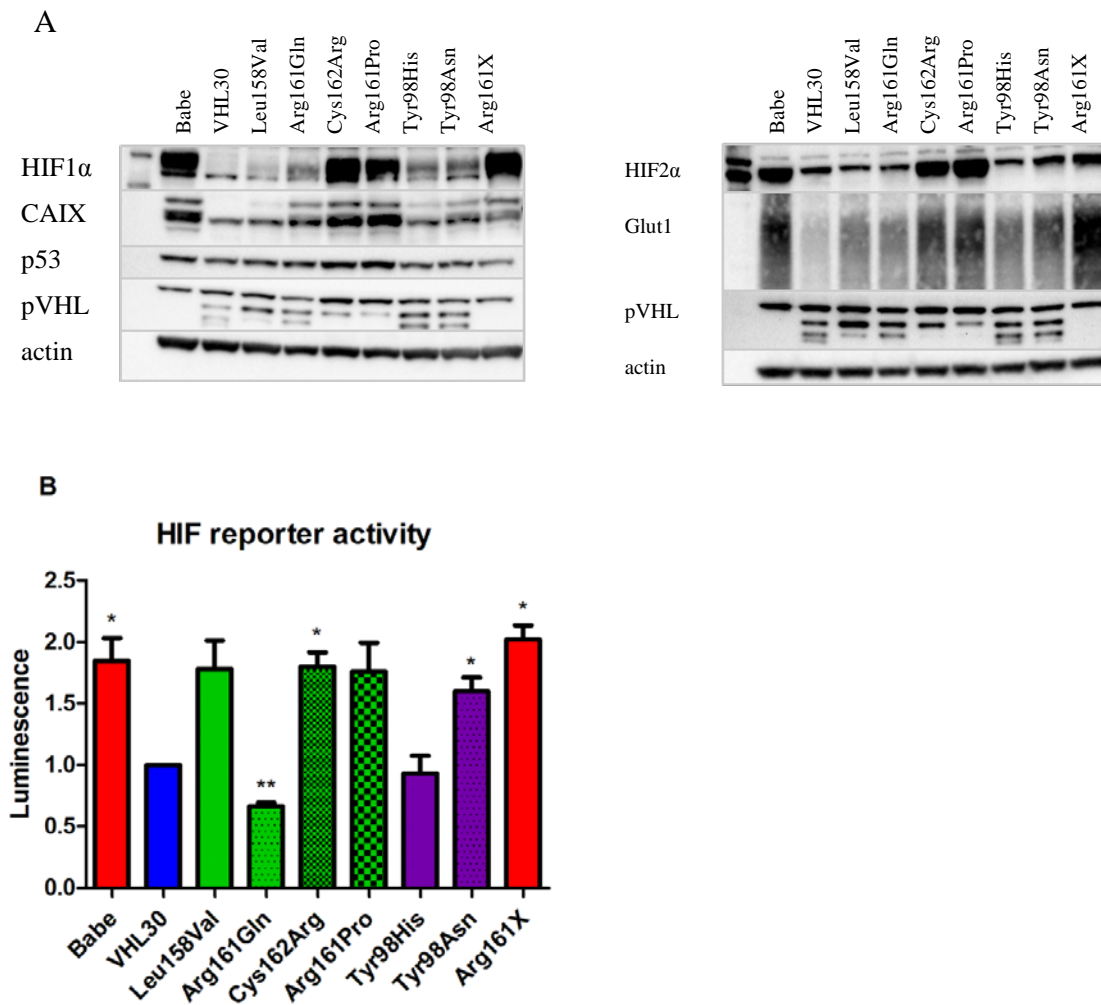 A
Babe
VHL30
Leu158Val
Arg161Gln
Cys162Arg
Arg161Pro
Tyr98His
Tyr98Asn
Arg161X
HIF1α
CAIX
p53
pVHL
actin
Babe
VHL30
Leu158Val
Arg161Gln
Cys162Arg
Arg161Pro
Tyr98His
Tyr98Asn
Arg161X
HIF2α
Glut1
pVHL
actin
B
HIF reporter activity
Luminescence
2.5
2.0
1.5
1.0
0.5
0.0
*
**
*
*
*
Babe
VHL30
Leu158Val
Arg161Gln
Cys162Arg
Arg161Pro
Tyr98His
Tyr98Asn
Arg161X